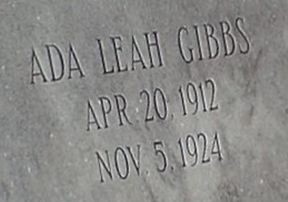 ADA LEAH GIBBS
APR. 20, 1912
NOV. 5, 1924